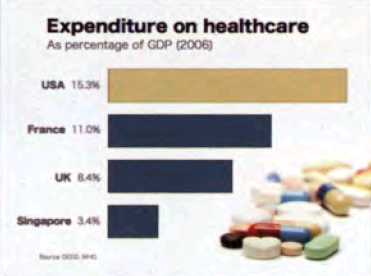 Expenditure on healthcare
As percentage of GDP (2006)
USA 15.3%
France 11.0%
UK 8.4%
Singapore 3.4%
Source: OECD, WHO